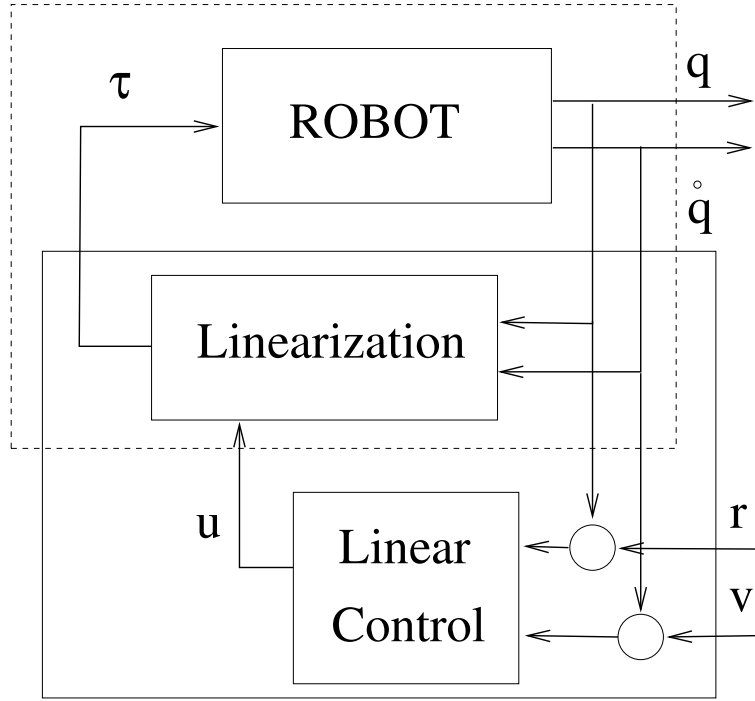 τ
q
ROBOT
q̊
Linearization
u
Linear
Control
r
v